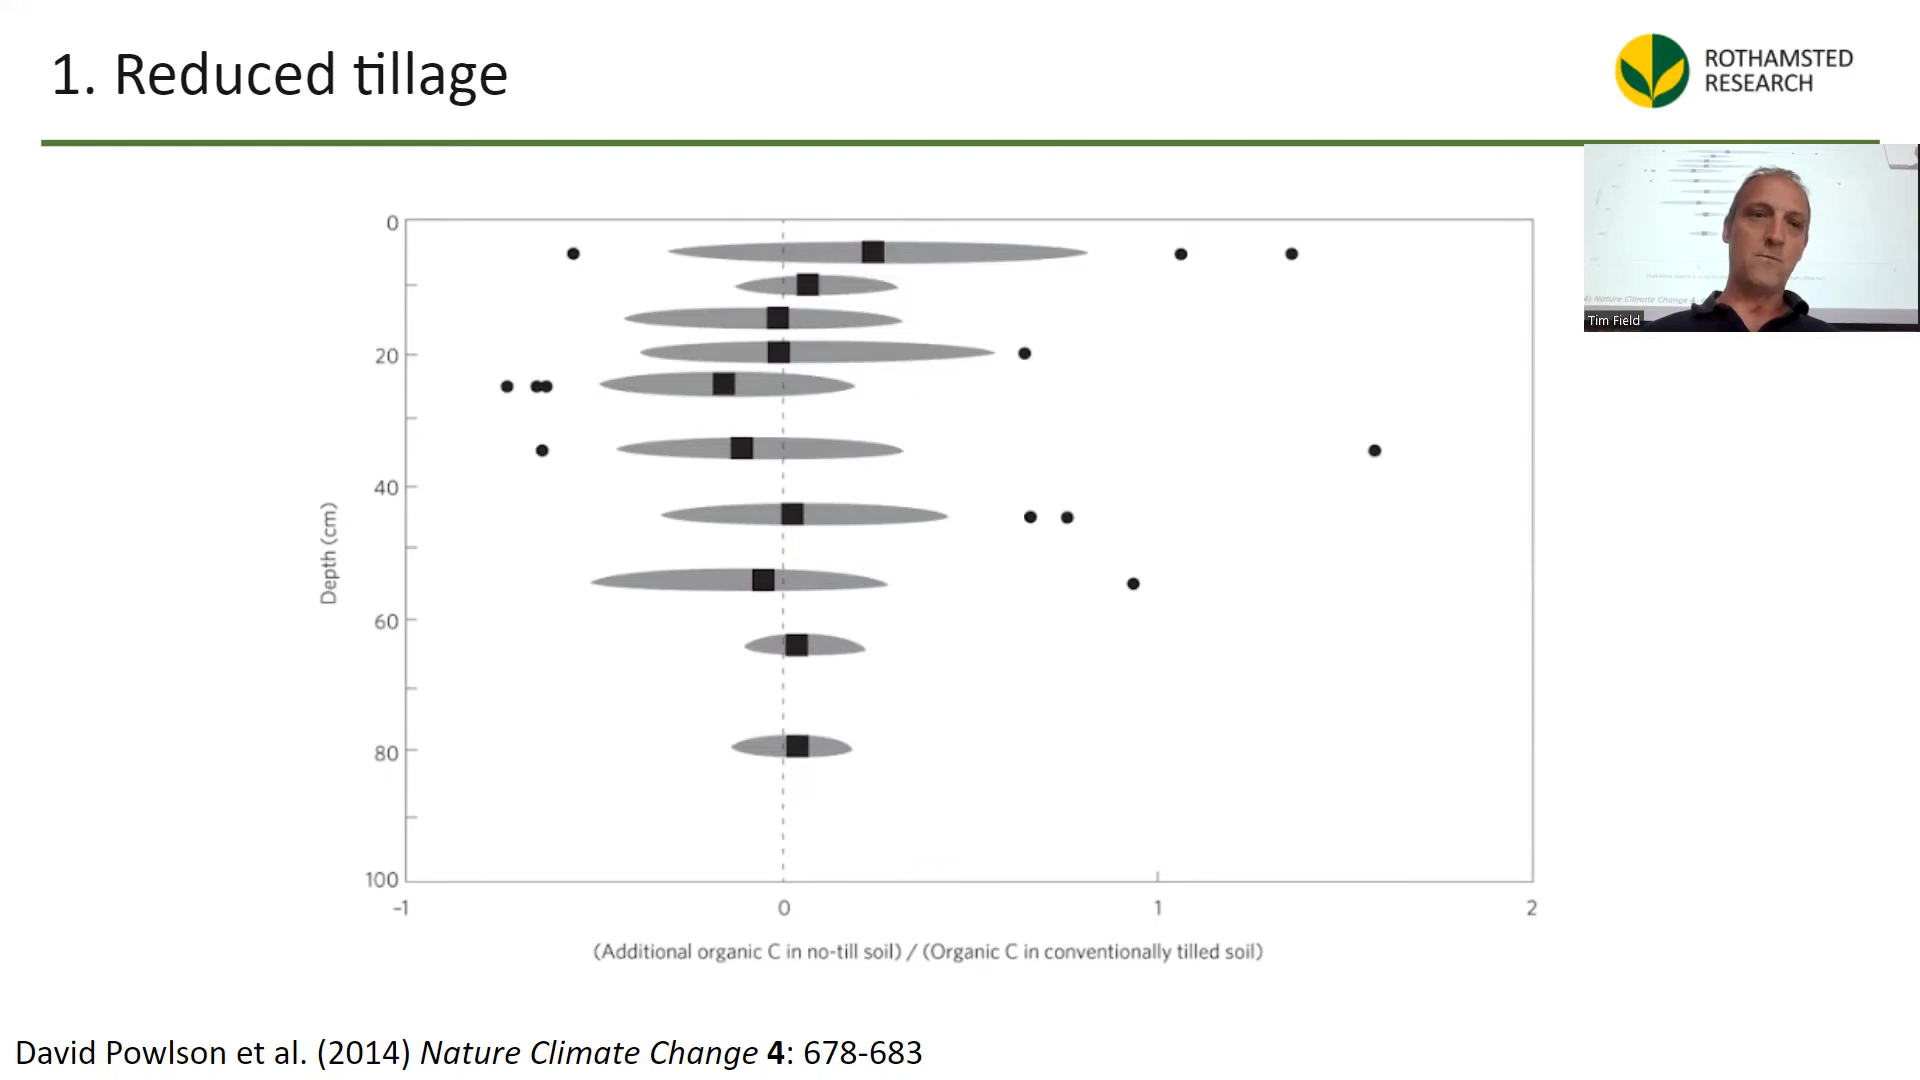 1. Reduced tillage
ROTHAMSTED
RESEARCH
Tim Field
0
20
40
60
80
100
Depth (cm)
-1
0
1
2
(Additional organic C in no-till soil) / (Organic C in conventionally tilled soil)
David Powlson et al. (2014) Nature Climate Change 4: 678-683